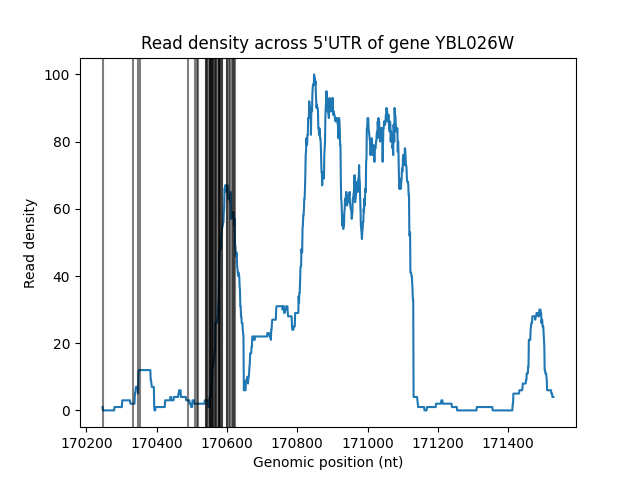 Read density across 5'UTR of gene YBL026W
100
80
60
40
20
0
Read density
170200 170400 170600 170800 171000 171200 171400
Genomic position (nt)